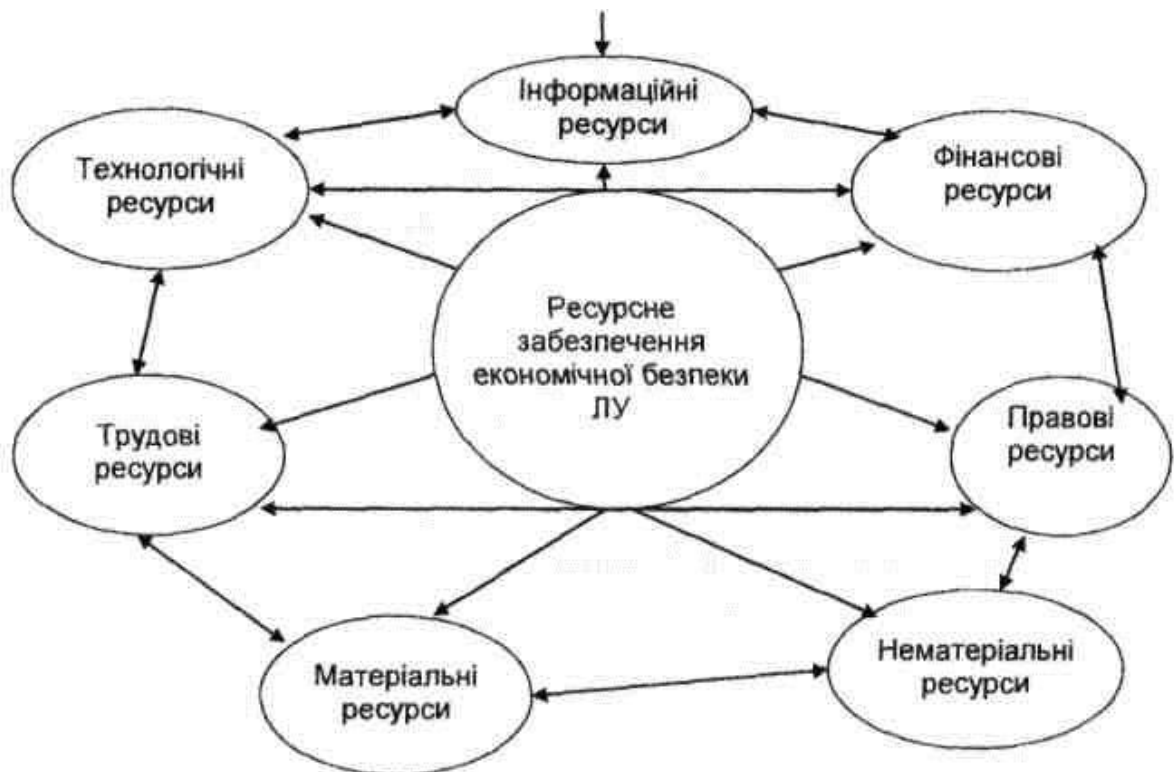 Інформаційні
ресурси
Технологічні
ресурси
Фінансові
ресурси
Ресурсне
забезпечення
економічної безпеки
ЛУ
Трудові
ресурси
Правові
ресурси
Матеріальні
ресурси
Нематеріальні
ресурси